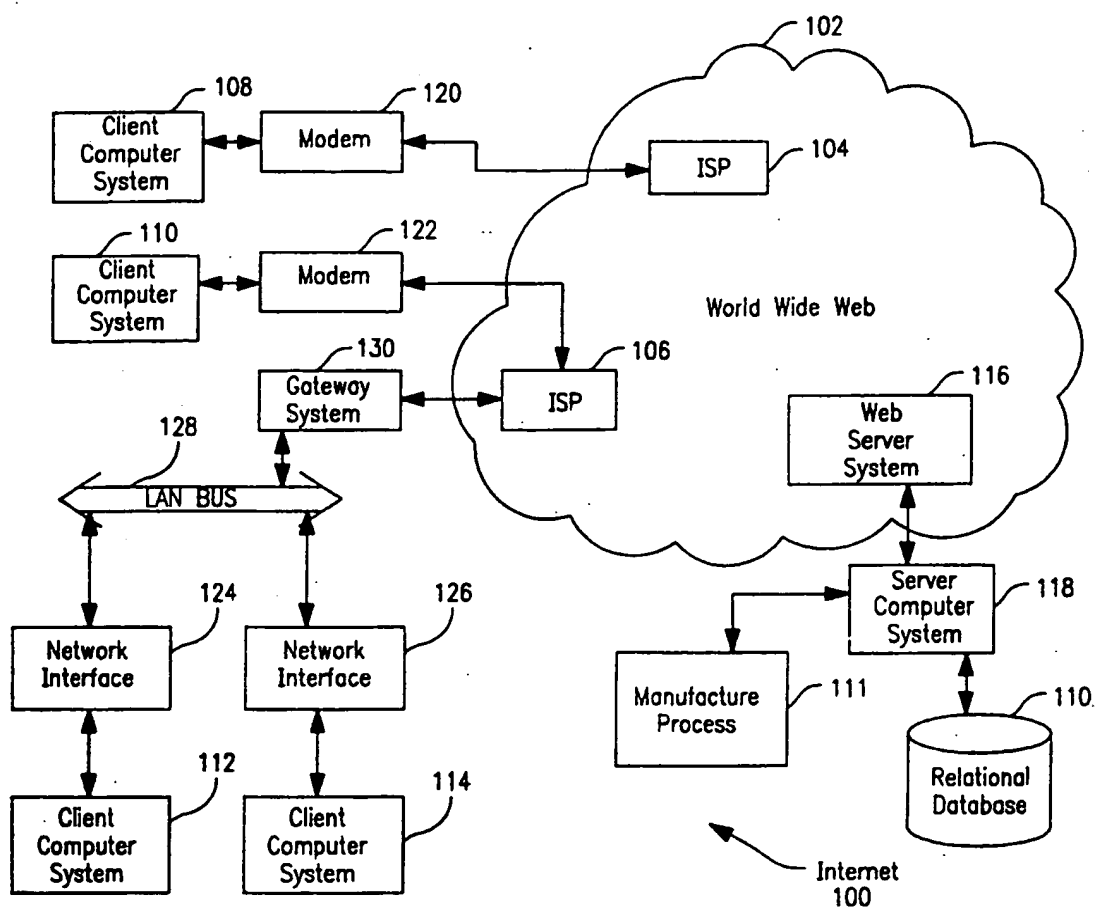 102
108
120
Client
Computer
System
Modem
ISP
104
110
122
Client
Computer
System
Modem
World Wide Web
130
106
Gateway
System
ISP
116
Web
Server
System
128
LAN BUS
124
126
Server
Computer
System
118
Network
Interface
Network
Interface
Manufacture
Process
111
110
Relational
Database
112
114
Client
Computer
System
Client
Computer
System
Internet
100